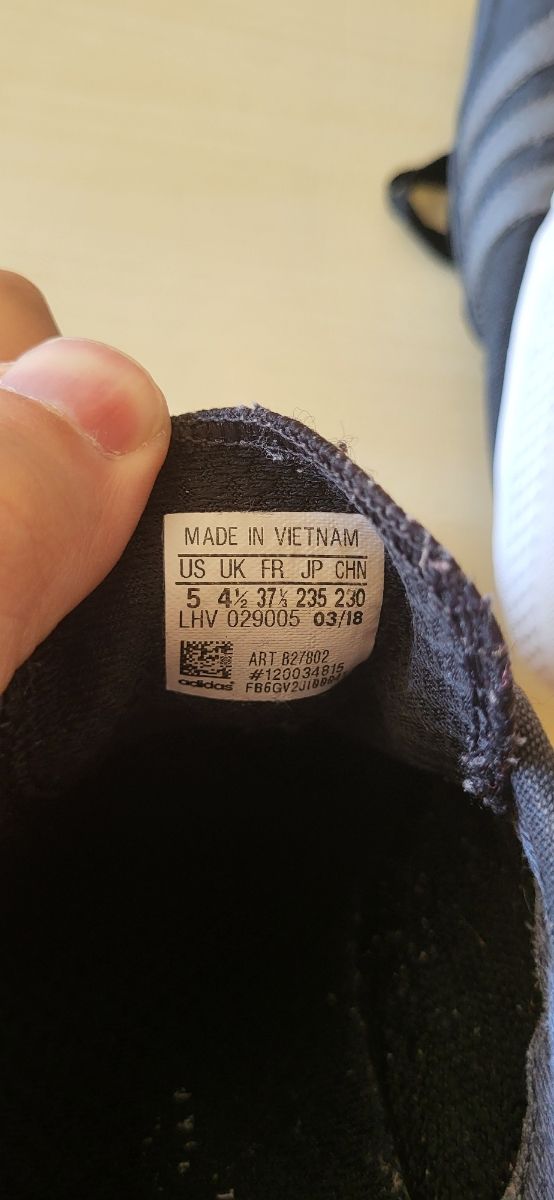 MADE IN VIETNAM
US UK FR JP CHN
5 4½ 37⅓ 235 230
LHV 029005 03/18
ART B27802
#120034815
adidas